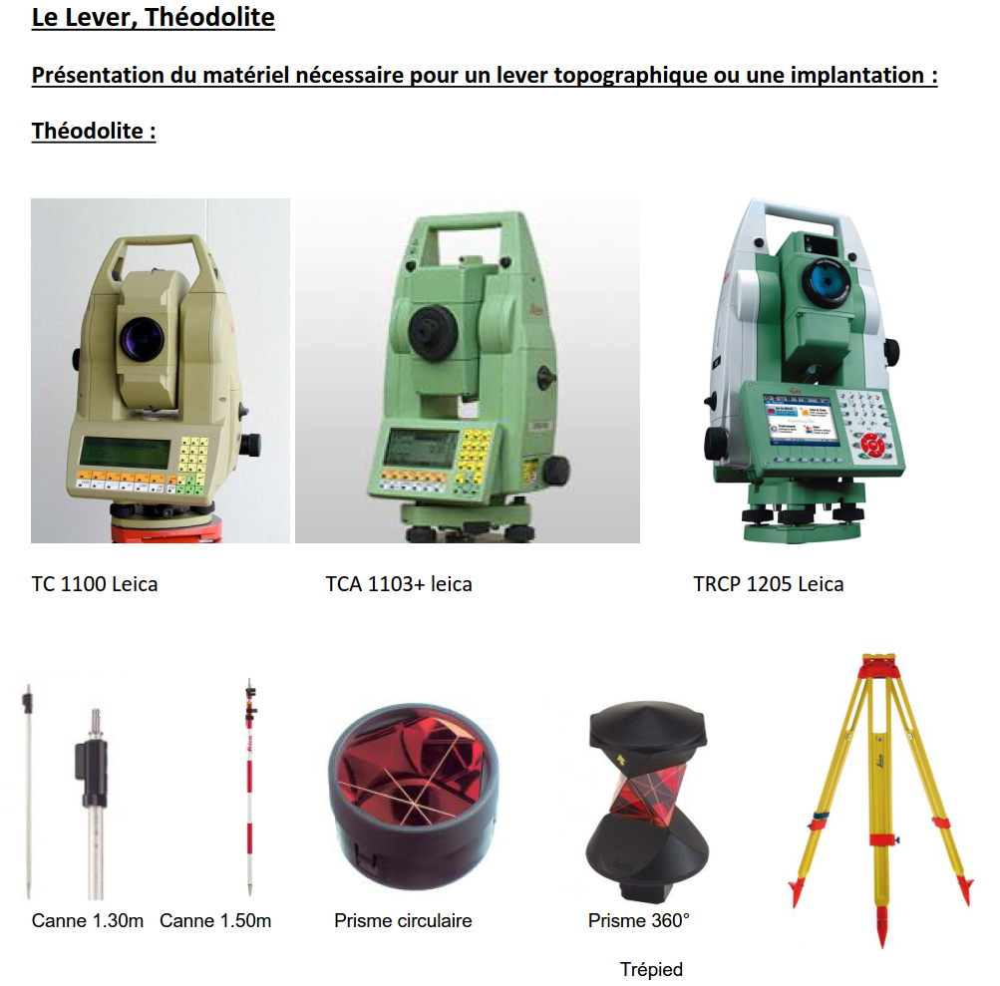 Le Lever, Théodolite
Présentation du matériel nécessaire pour un lever topographique ou une implantation :
Théodolite :
TC 1100 Leica
TCA 1103+ leica
TRCP 1205 Leica
Canne 1.30m
Canne 1.50m
Prisme circulaire
Prisme 360°
Trépied